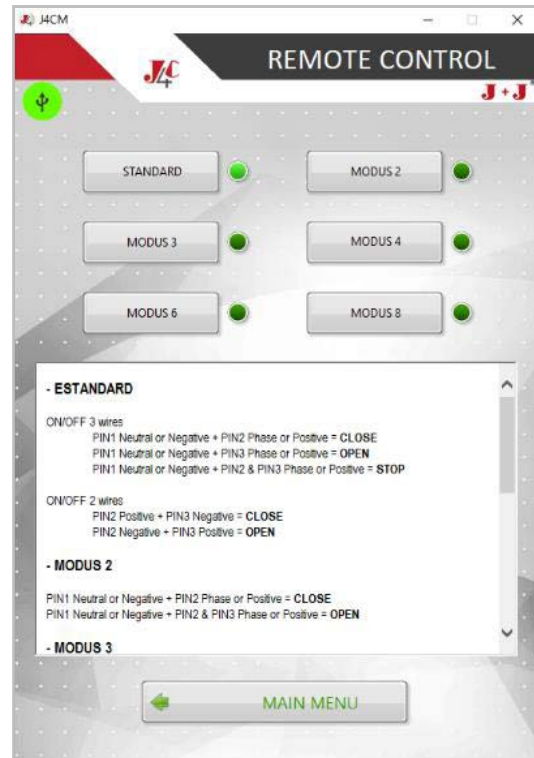 J4CM
REMOTE CONTROL
J4C
J+J
STANDARD
MODUS 2
MODUS 3
MODUS 4
MODUS 6
MODUS 8
- ESTANDARD
ON/OFF 3 wires
PIN1 Neutral or Negative + PIN2 Phase or Positive = CLOSE
PIN1 Neutral or Negative + PIN3 Phase or Positive = OPEN
PIN1 Neutral or Negative + PIN2 & PIN3 Phase or Positive = STOP
ON/OFF 2 wires
PIN2 Positive + PIN3 Negative = CLOSE
PIN2 Negative + PIN3 Positive = OPEN
- MODUS 2
PIN1 Neutral or Negative + PIN2 Phase or Positive = CLOSE
PIN1 Neutral or Negative + PIN2 & PIN3 Phase or Positive = OPEN
- MODUS 3
MAIN MENU